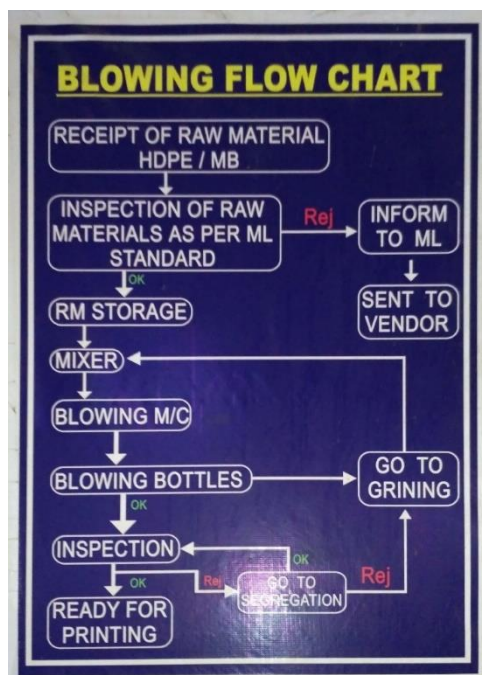 BLOWING FLOW CHART
RECEIPT OF RAW MATERIAL
HDPE / MB
INSPECTION OF RAW
MATERIALS AS PER ML
STANDARD
Rej
INFORM
TO ML
OK
SENT TO
VENDOR
RM STORAGE
MIXER
BLOWING M/C
BLOWING BOTTLES
GO TO
GRINING
OK
INSPECTION
OK
OK
Rej
GO TO
SEGREGATION
Rej
READY FOR
PRINTING